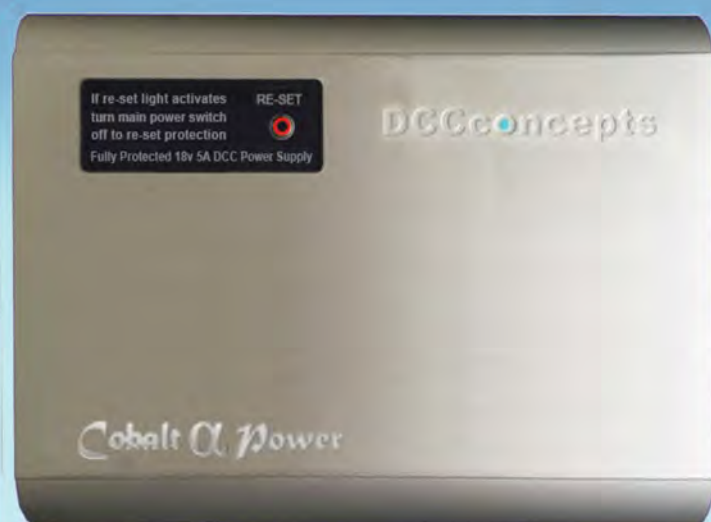 If re-set light activates
turn main power switch
off to re-set protection
RE-SET
Fully Protected 18v 5A DCC Power Supply
DCCconcepts
Cobalt α Power